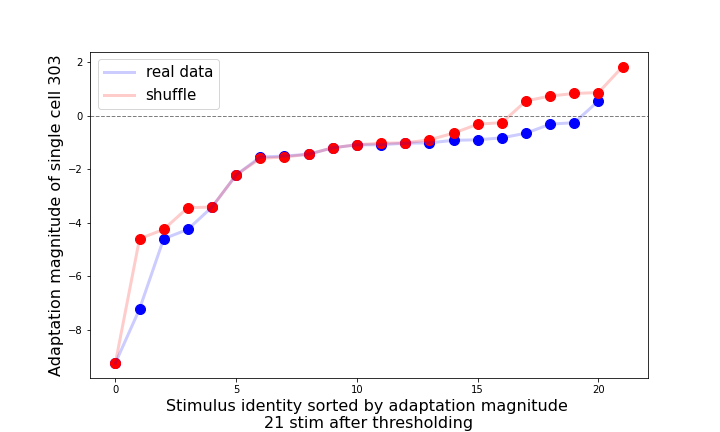 real data
shuffle
Adaptation magnitude of single cell 303
2
0
−2
−4
−6
−8
0
5
10
15
20
Stimulus identity sorted by adaptation magnitude
21 stim after thresholding